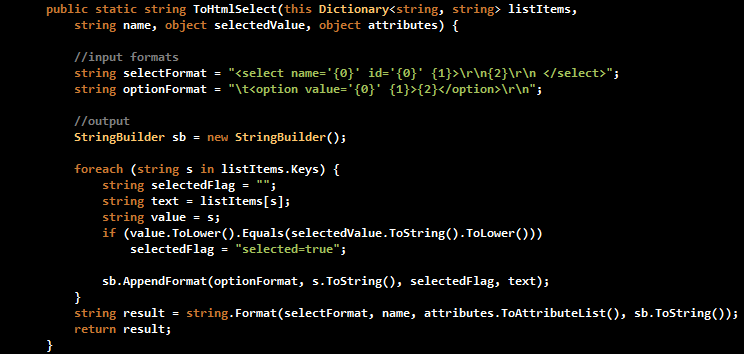 public static string ToHtmlSelect(this Dictionary<string, string> listItems,
string name, object selectedValue, object attributes) {
//input formats
string selectFormat = "<select name='{0}' id='{0}' {1}>\r\n{2}\r\n </select>";
string optionFormat = "\t<option value='{0}' {1}>{2}</option>\r\n";
//output
StringBuilder sb = new StringBuilder();
foreach (string s in listItems.Keys) {
string selectedFlag = "";
string text = listItems[s];
string value = s;
if (value.ToLower().Equals(selectedValue.ToString().ToLower()))
selectedFlag = "selected=true";
sb.AppendFormat(optionFormat, s.ToString(), selectedFlag, text);
}
string result = string.Format(selectFormat, name, attributes.ToAttributeList(), sb.ToString());
return result;
}